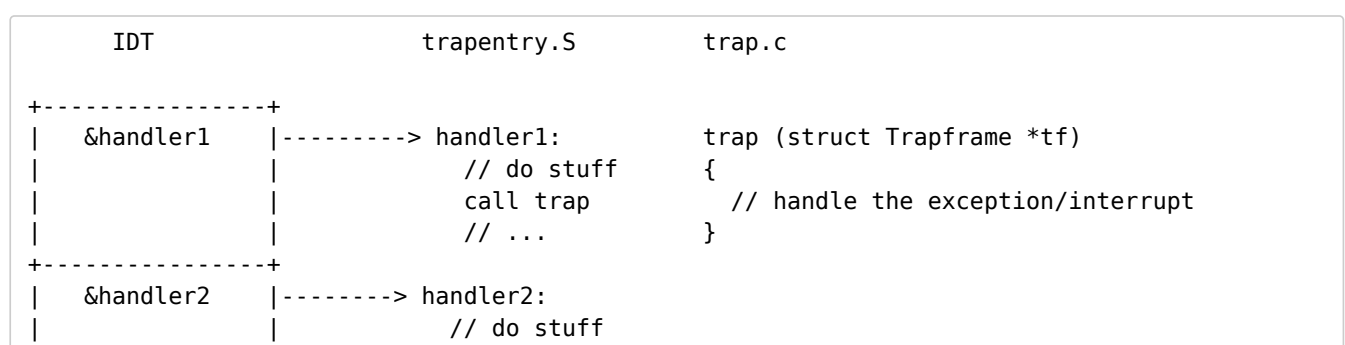 IDT                   trapentry.S         trap.c

+----------------+
|   &handler1    |---------> handler1:          trap (struct Trapframe *tf)
|                |             // do stuff      {
|                |             call trap          // handle the exception/interrupt
|                |             // ...           }
+----------------+
|   &handler2    |--------> handler2:
|                |            // do stuff